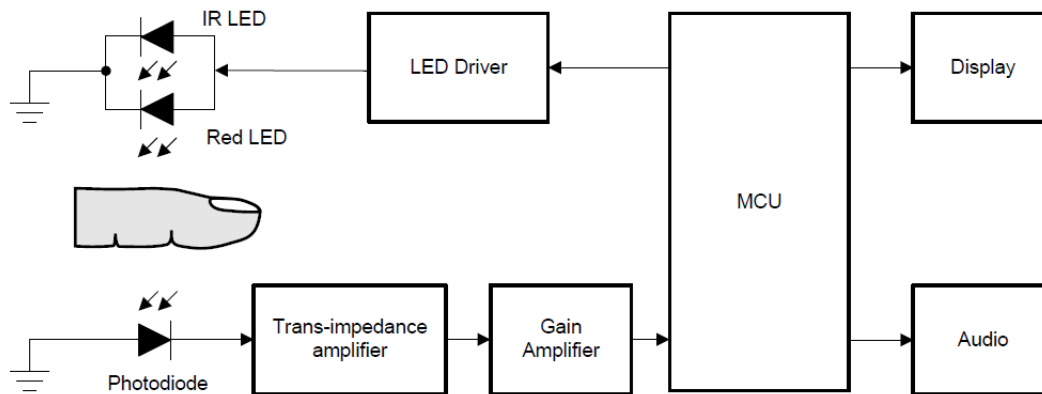 IR LED
LED Driver
Display
Red LED
MCU
Trans-impedance
amplifier
Gain
Amplifier
Audio
Photodiode